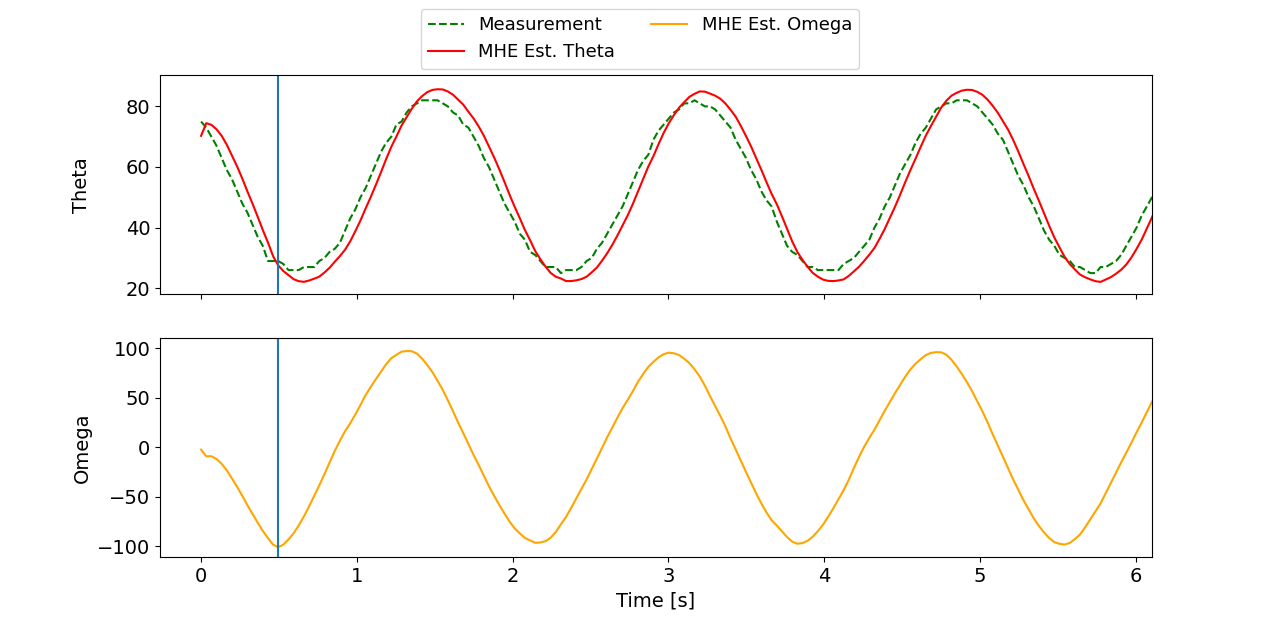 Measurement
MHE Est. Theta
MHE Est. Omega
80
60
40
20
Theta
100
50
0
−50
−100
Omega
0 1 2 3 4 5 6
Time [s]